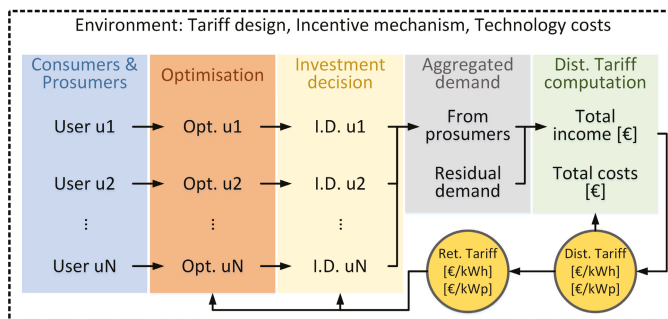 Environment: Tariff design, Incentive mechanism, Technology costs
Consumers &
Prosumers
Optimisation
Investment
decision
Aggregated
demand
Dist. Tariff
computation
User u1
Opt. u1
I.D. u1
From
prosumers
Total
income [€]
User u2
Opt. u2
I.D. u2
Residual
demand
Total costs
[€]
⋮
⋮
⋮
User uN
Opt. uN
I.D. uN
Ret. Tariff
[€/kWh]
[€/kWp]
Dist. Tariff
[€/kWh]
[€/kWp]